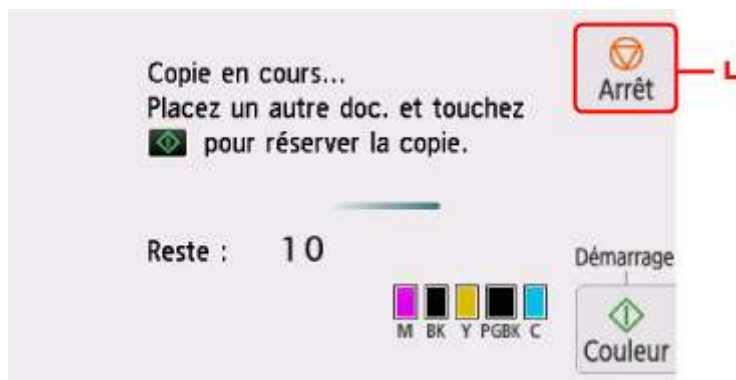 Copie en cours...
Placez un autre doc. et touchez
pour réserver la copie.
Arrêt
L
Reste : 10
M BK Y PGBK C
Démarrage
Couleur